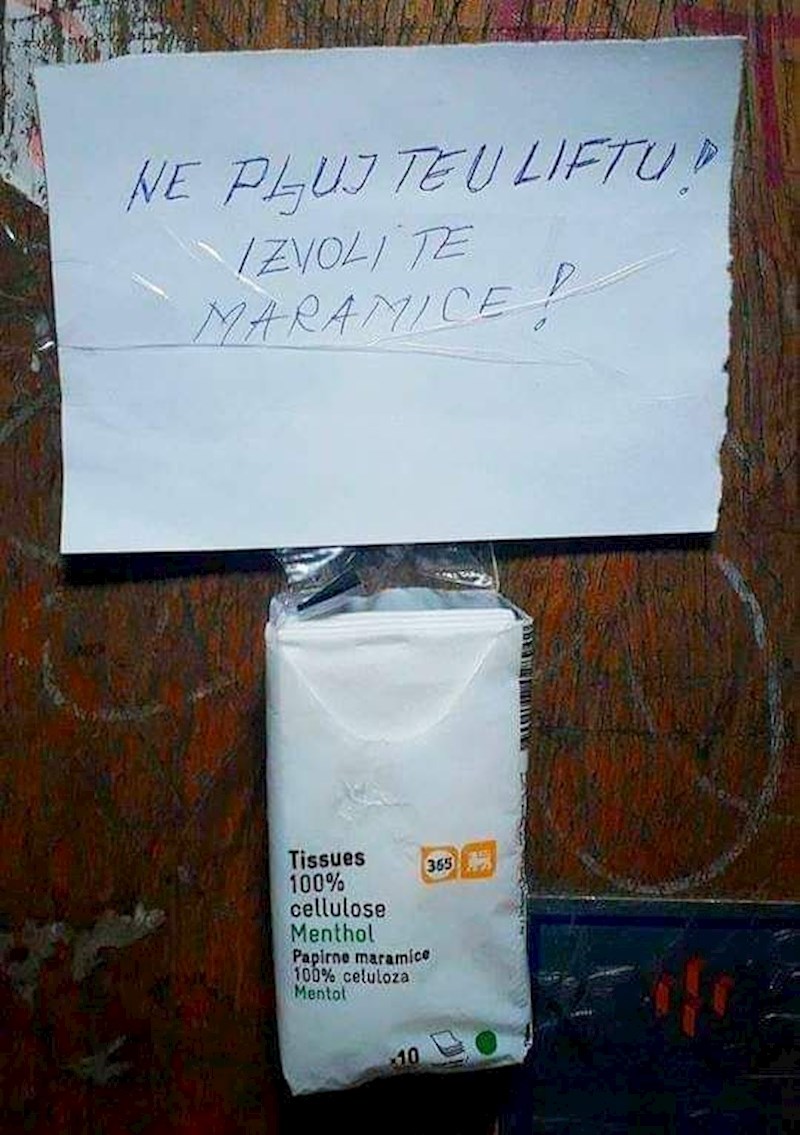 NE PLJUJTE U LIFTU!
IZVOLITE
MARAMICE!
365
Tissues
100%
cellulose
Menthol
Papirne maramice
100% celuloza
Mentol
x10